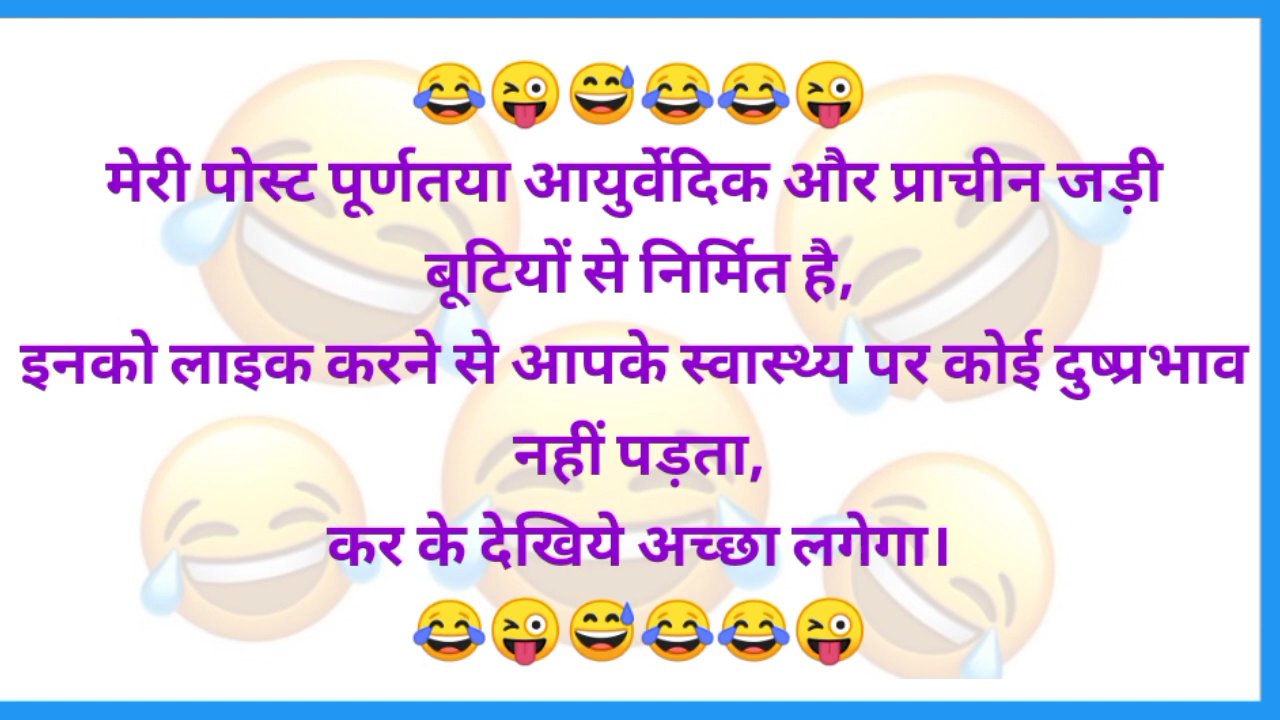 😂😜😅😂😂😜
मेरी पोस्ट पूर्णतया आयुर्वेदिक और प्राचीन जड़ी
बूटियों से निर्मित है,
इनको लाइक करने से आपके स्वास्थ्य पर कोई दुष्प्रभाव
नहीं पड़ता,
कर के देखिये अच्छा लगेगा।
😂😜😅😂😂😜